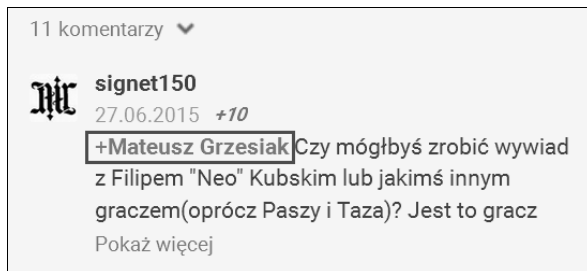 11 komentarzy
signet150
27.06.2015 +10
+Mateusz Grzesiak Czy mógłbyś zrobić wywiad
z Filipem "Neo" Kubskim lub jakimś innym
graczem(oprócz Paszy i Taza)? Jest to gracz
Pokaż więcej